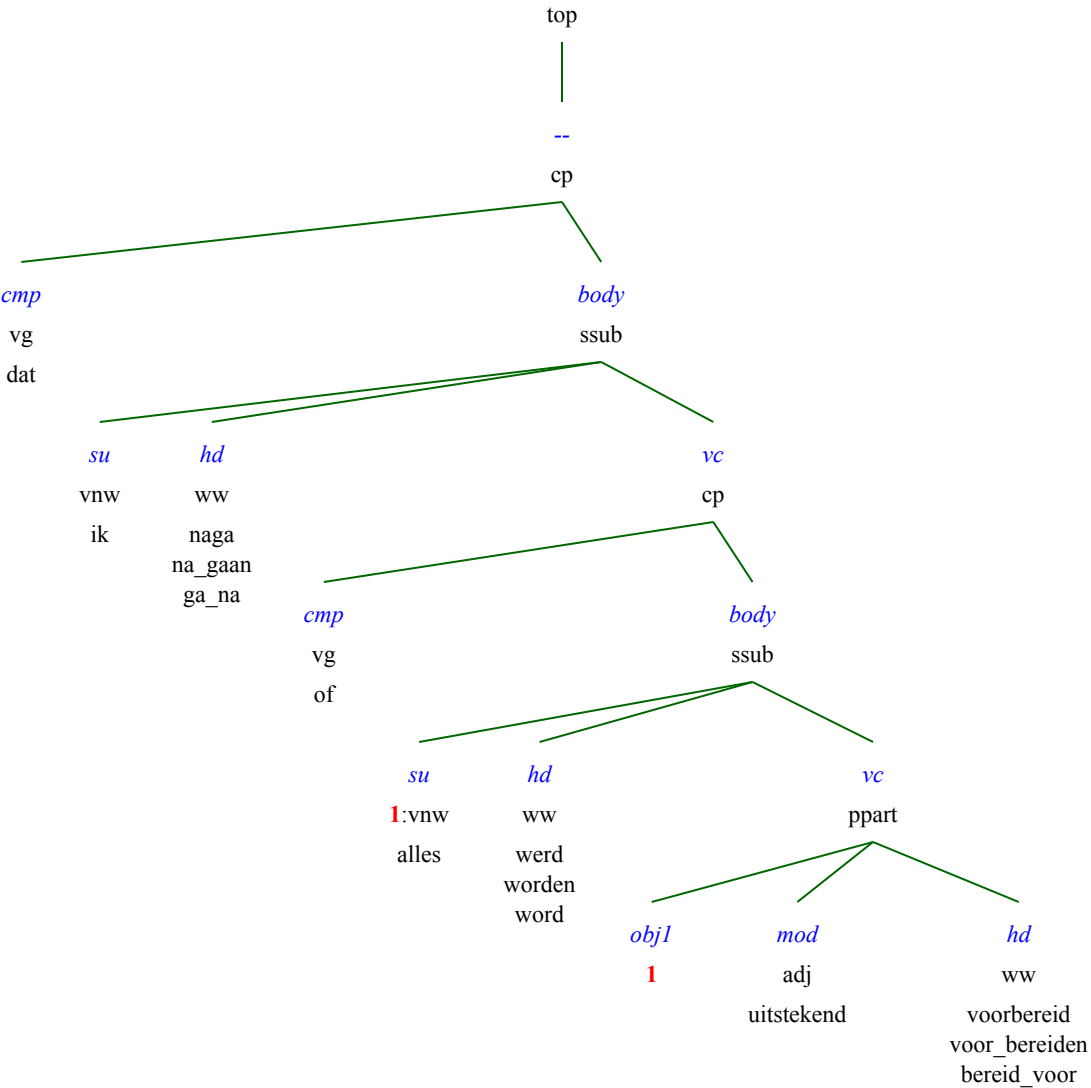 top
--
cp
cmp body
vg ssub
dat
su hd vc
vnw ww cp
ik naga
na_gaan
ga_na
cmp body
vg ssub
of
su hd vc
1:vnw ww ppart
alles werd
worden
word
obj1 mod hd
1 adj ww
uitstekend voorbereid
voor_bereiden
bereid_voor